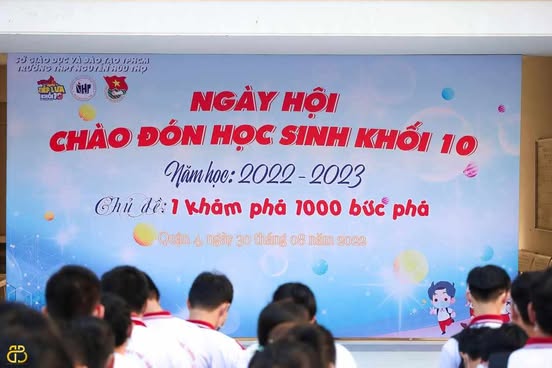 SỞ GIÁO DỤC VÀ ĐÀO TẠO TPHCM
TRƯỜNG THPT NGUYỄN HỮU THỌ
NGÀY HỘI
CHÀO ĐÓN HỌC SINH KHỐI 10
Năm học: 2022 - 2023
Chủ đề: 1 khám phá 1000 bức phá
Quận 4, ngày 30 tháng 08 năm 2022